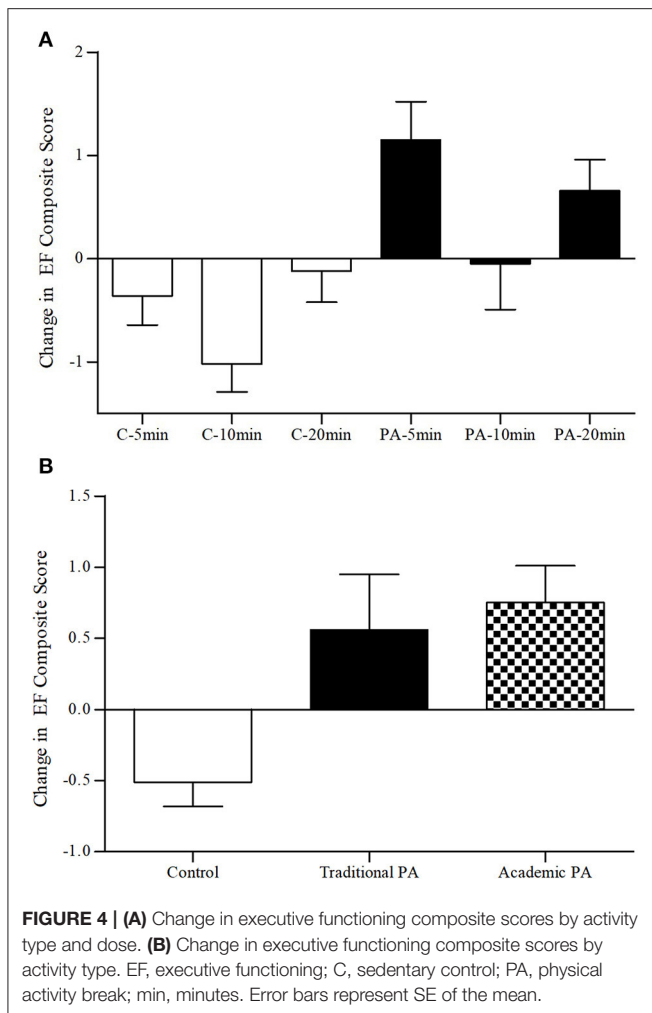 A
2
1
0
-1
Change in EF Composite Score
C-5min C-10min C-20min PA-5min PA-10min PA-20min
B
1.5
1.0
0.5
0.0
-0.5
-1.0
Change in EF Composite Score
Control Traditional PA Academic PA
FIGURE 4 | (A) Change in executive functioning composite scores by activity
type and dose. (B) Change in executive functioning composite scores by
activity type. EF, executive functioning; C, sedentary control; PA, physical
activity break; min, minutes. Error bars represent SE of the mean.